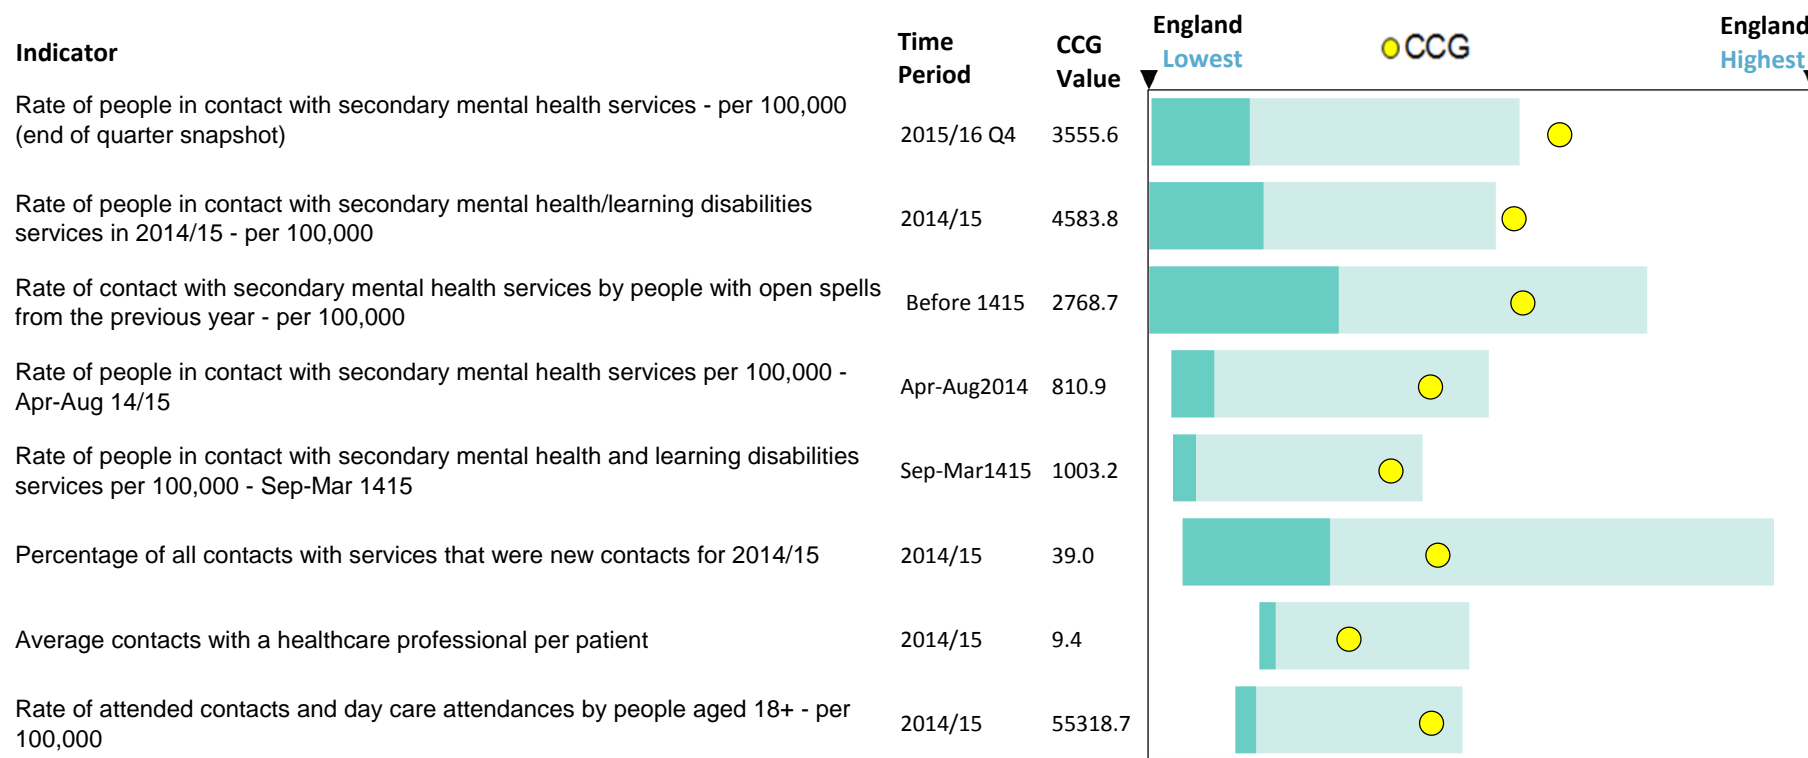 Indicator
Time
Period
CCG
Value
England
Lowest
CCG
England
Highest
Rate of people in contact with secondary mental health services - per 100,000
(end of quarter snapshot)
2015/16 Q4
3555.6
Rate of people in contact with secondary mental health/learning disabilities
services in 2014/15 - per 100,000
2014/15
4583.8
Rate of contact with secondary mental health services by people with open spells
from the previous year - per 100,000
Before 1415
2768.7
Rate of people in contact with secondary mental health services per 100,000 -
Apr-Aug 14/15
Apr-Aug2014
810.9
Rate of people in contact with secondary mental health and learning disabilities
services per 100,000 - Sep-Mar 1415
Sep-Mar1415
1003.2
Percentage of all contacts with services that were new contacts for 2014/15
2014/15
39.0
Average contacts with a healthcare professional per patient
2014/15
9.4
Rate of attended contacts and day care attendances by people aged 18+ - per
100,000
2014/15
55318.7